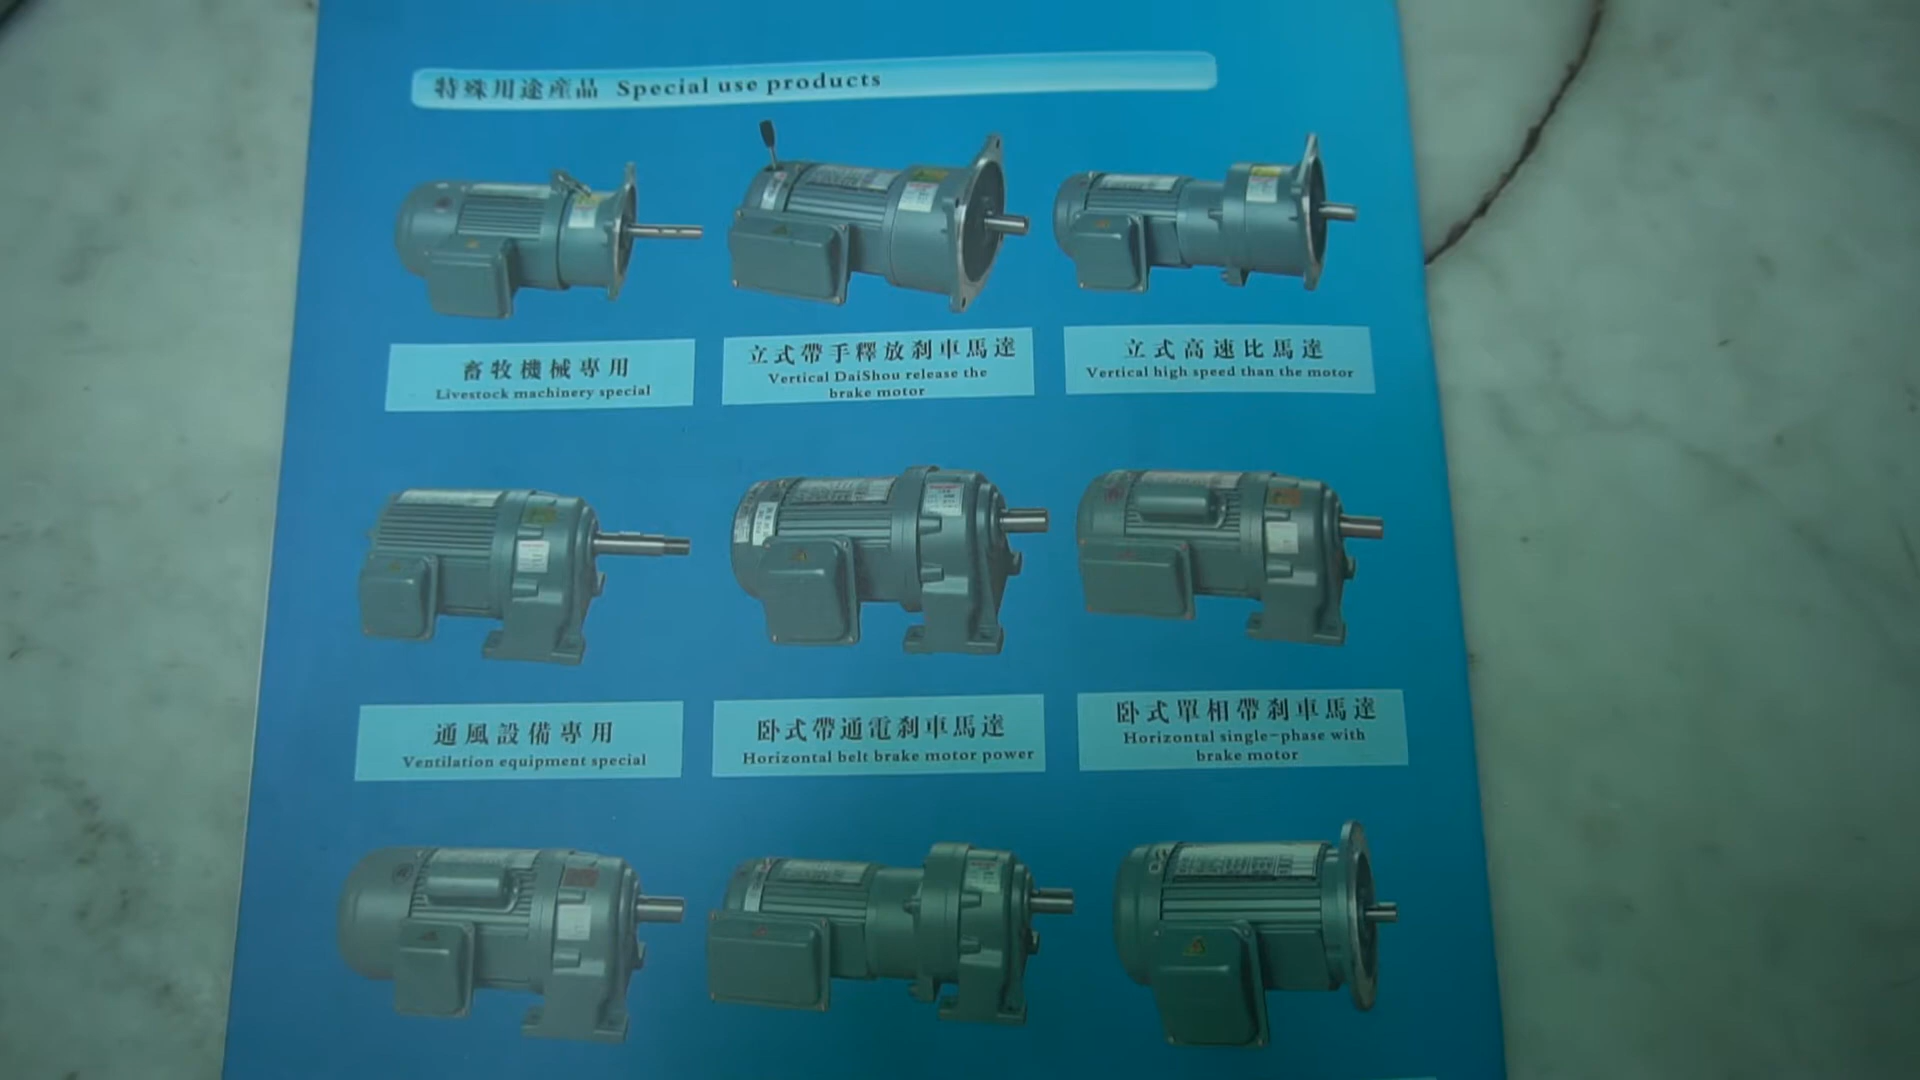 特殊用途産品 Special use products
畜牧機械專用
Livestock machinery special
立式帶手釋放刹車馬達
Vertical DaiShou release the
brake motor
立式高速比馬達
Vertical high speed than the motor
通風設備專用
Ventilation equipment special
卧式帶通電刹車馬達
Horizontal belt brake motor power
卧式單相帶刹車馬達
Horizontal single-phase with
brake motor